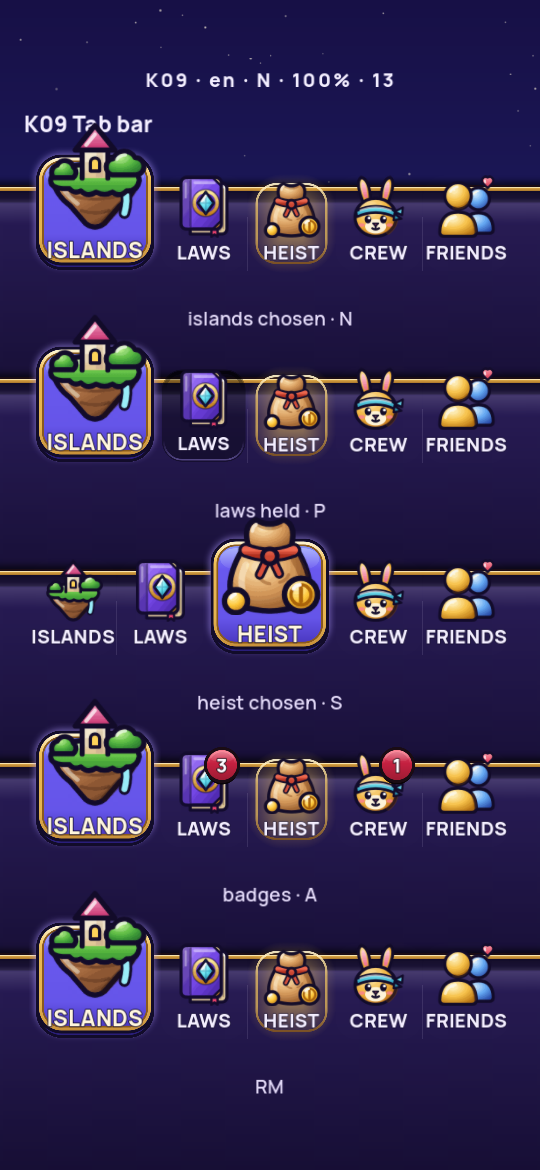 K09 · en · N · 100% · 13
K09 Tab bar
ISLANDS LAWS HEIST CREW FRIENDS
islands chosen · N
ISLANDS LAWS HEIST CREW FRIENDS
laws held · P
ISLANDS LAWS HEIST CREW FRIENDS
heist chosen · S
3 1
ISLANDS LAWS HEIST CREW FRIENDS
badges · A
ISLANDS LAWS HEIST CREW FRIENDS
RM